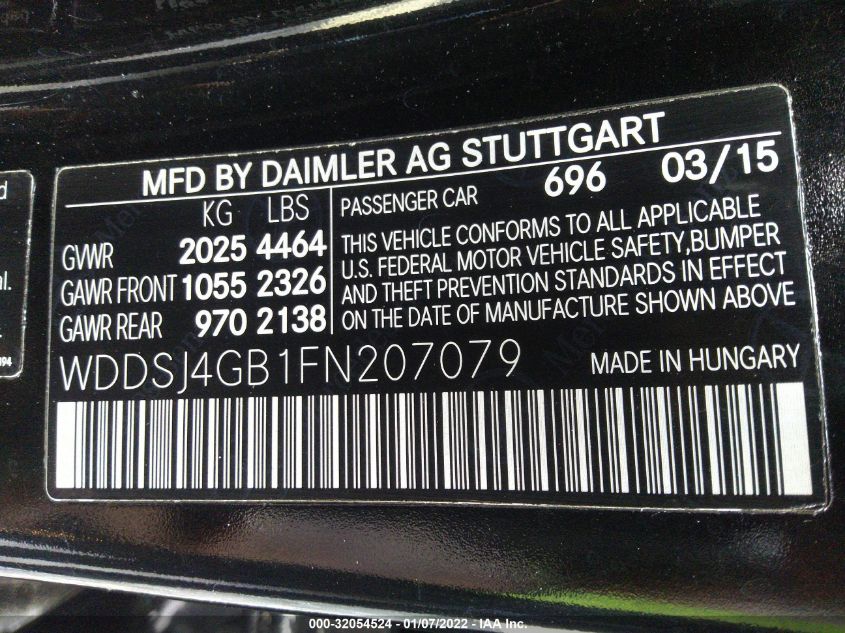 MFD BY DAIMLER AG STUTTGART
KG LBS
GVWR 2025 4464
GAWR FRONT 1055 2326
GAWR REAR 970 2138
PASSENGER CAR 696 03/15
THIS VEHICLE CONFORMS TO ALL APPLICABLE
U.S. FEDERAL MOTOR VEHICLE SAFETY,BUMPER
AND THEFT PREVENTION STANDARDS IN EFFECT
ON THE DATE OF MANUFACTURE SHOWN ABOVE
WDDSJ4GB1FN207079 MADE IN HUNGARY
000-32054524 - 01/07/2022 - IAA Inc.